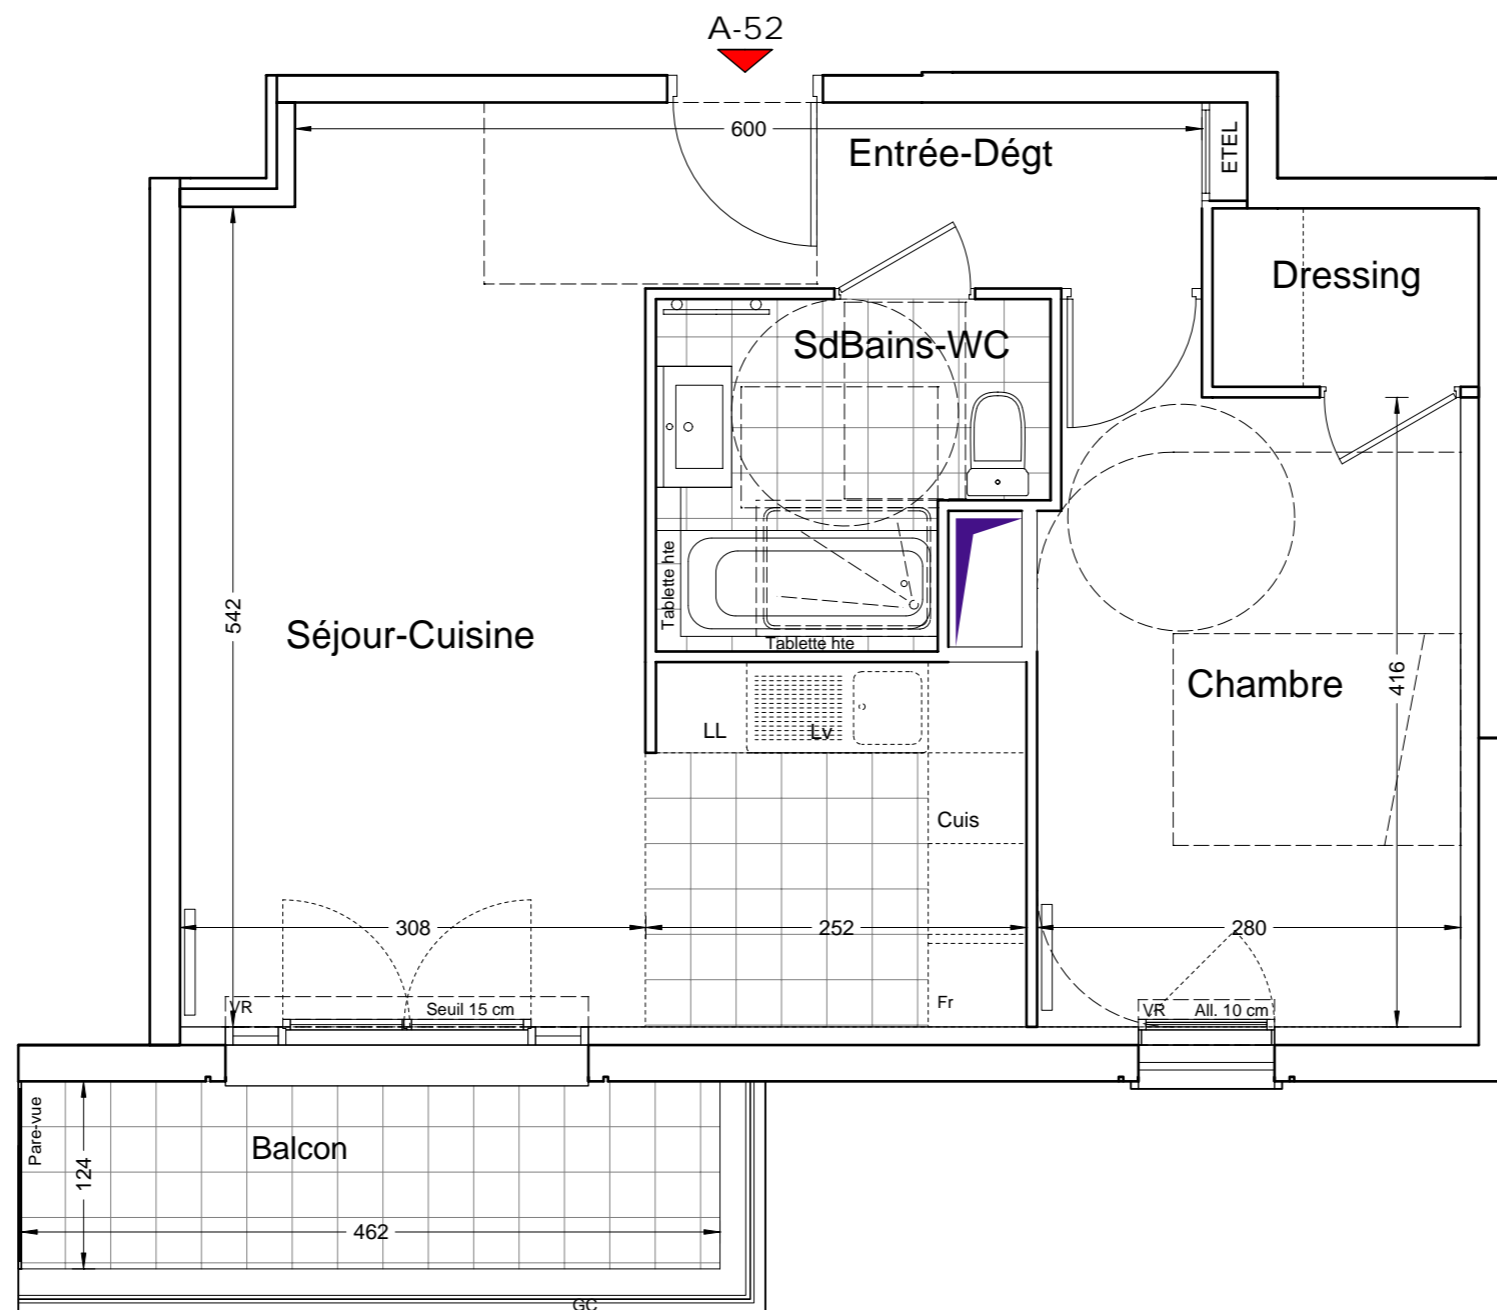 A-52
600
Entrée-Dégt
ETEL
Dressing
SdBains-WC
542
Séjour-Cuisine
Tablette hte
Tablette hte
Chambre
416
LL
Lv
Cuis
308
252
280
Fr
VR
Seuil 15 cm
VR
All. 10 cm
Pare-vue
Balcon
124
462
GC